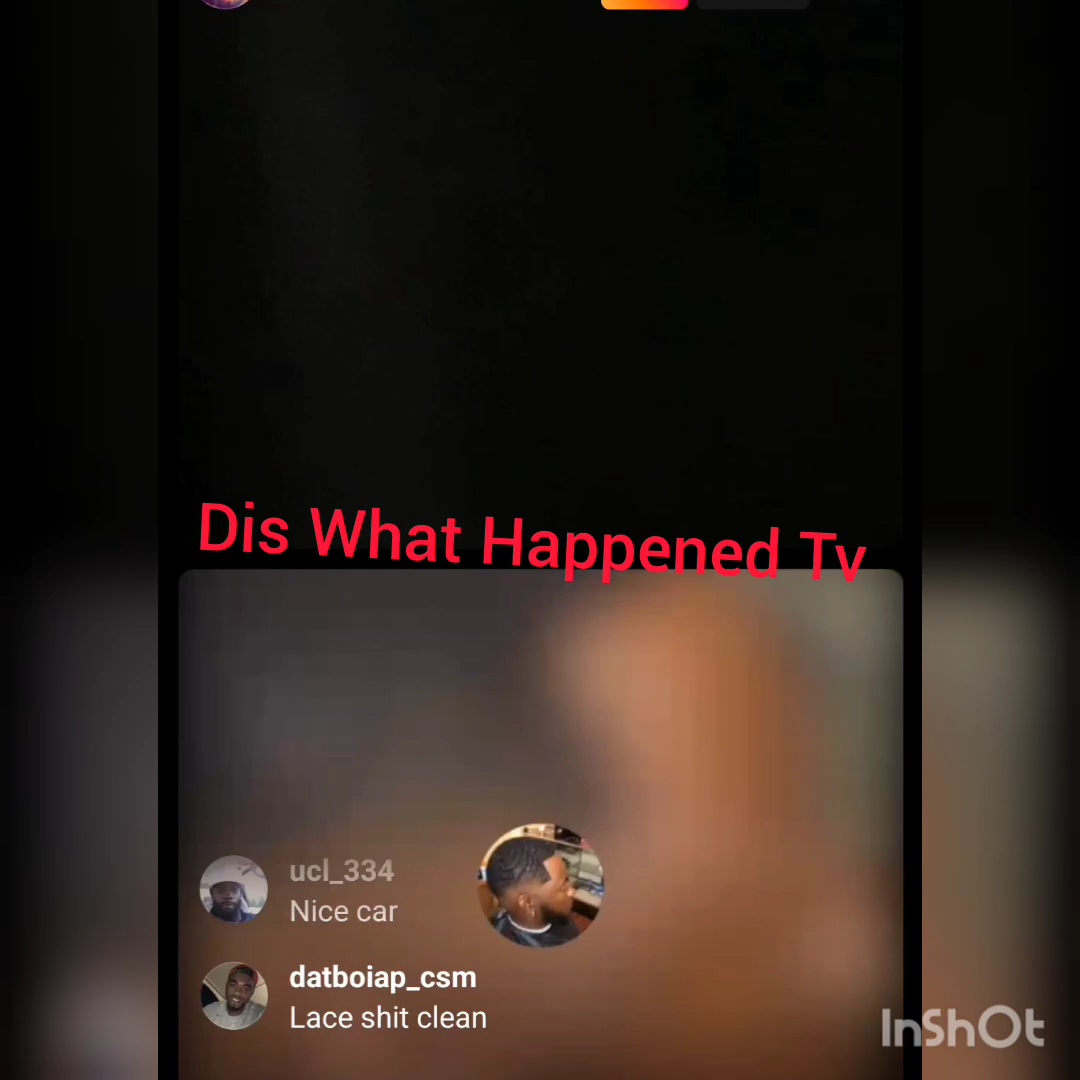 Dis What Happened Tv
ucl_334
Nice car
datboiap_csm
Lace shit clean
InShOt